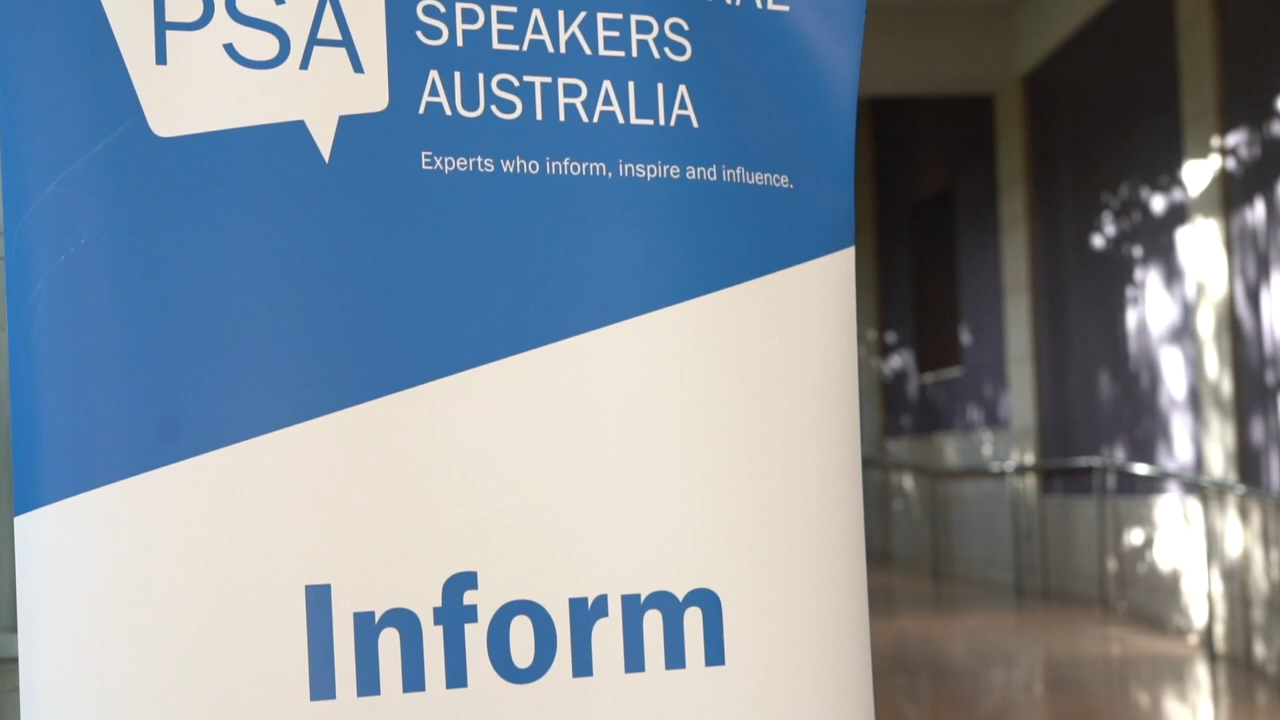 PSA
SPEAKERS
AUSTRALIA
Experts who inform, inspire and influence.
Inform